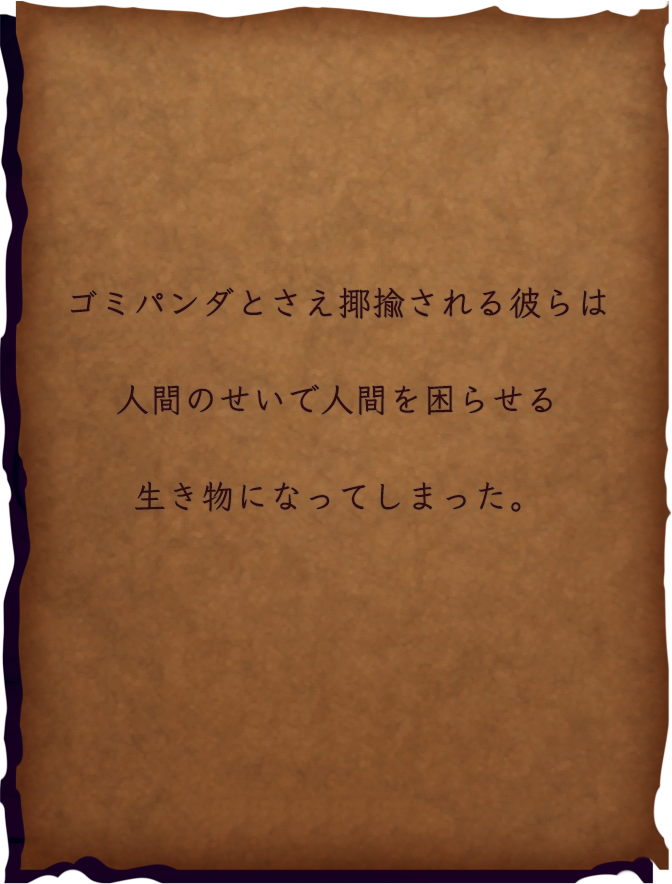 ゴミパンダとさえ揶揄される彼らは
人間のせいで人間を困らせる
生き物になってしまった。